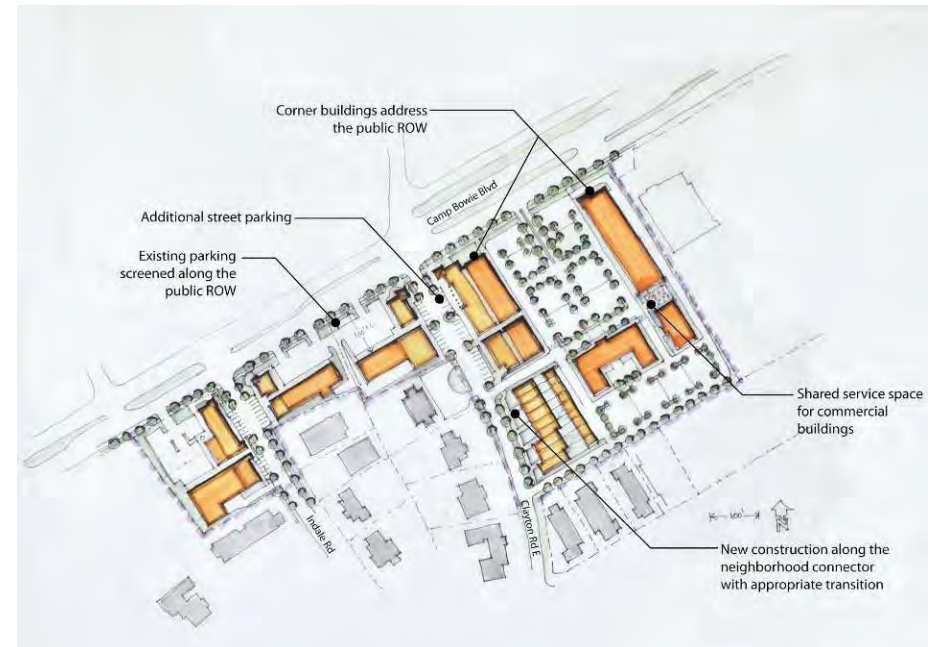 Corner buildings address
the public ROW
Camp Bowie Blvd
Additional street parking
Existing parking
screened along the
public ROW
Shared service space
for commercial
buildings
Indale Rd
Clayton Rd E
100'
New construction along the
neighborhood connector
with appropriate transition